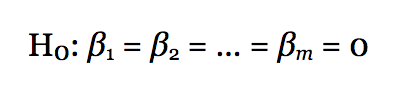 H₀: β₁ = β₂ = ... = βₘ = 0